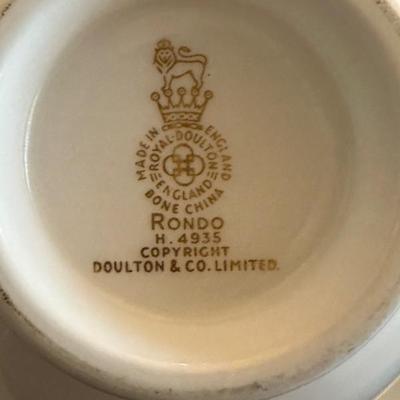 MADE IN ENGLAND
ROYAL·DOULTON
ENGLAND
BONE CHINA
RONDO
H. 4935
COPYRIGHT
DOULTON & CO. LIMITED.